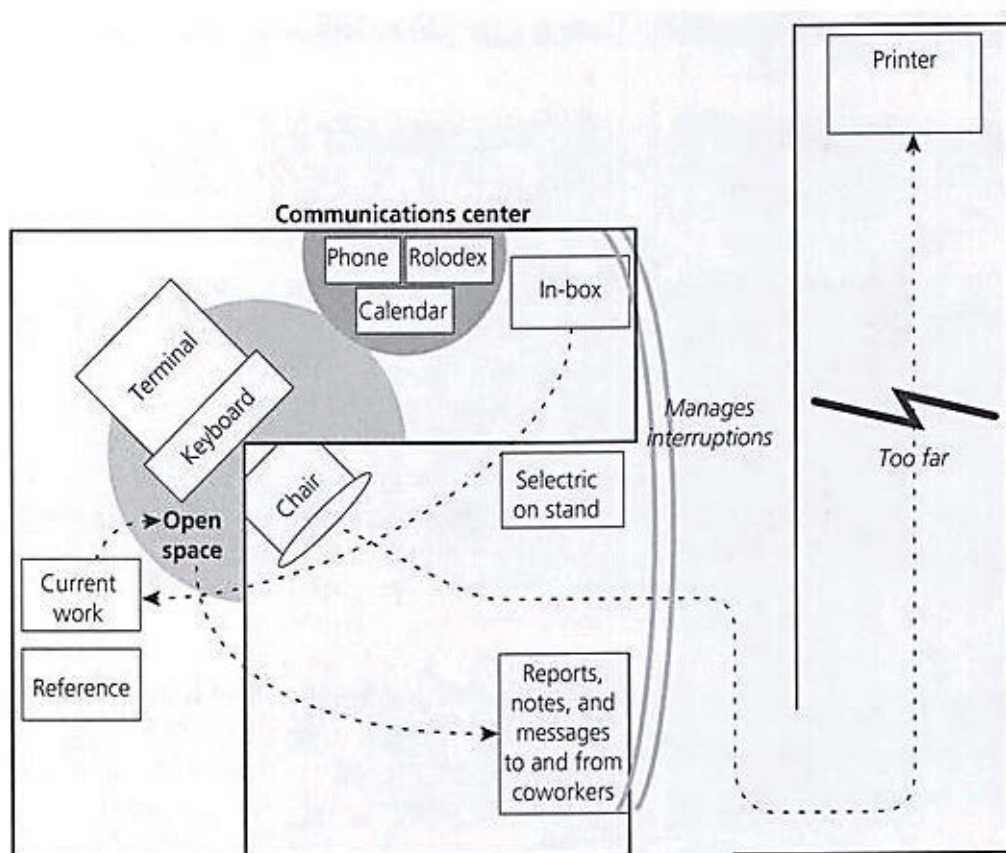 Printer
Communications center
Phone
Rolodex
Calendar
In-box
Terminal
Keyboard
Manages
interruptions
Too far
Chair
Selectric
on stand
Open
space
Current
work
Reference
Reports,
notes, and
messages
to and from
coworkers